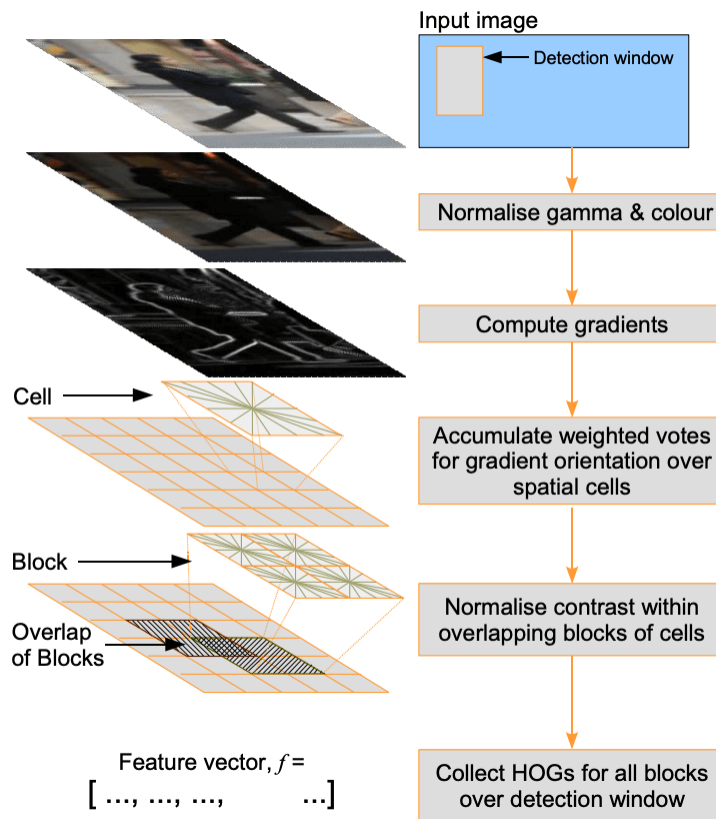 Input image
Detection window
Normalise gamma & colour
Compute gradients
Cell
Accumulate weighted votes
for gradient orientation over
spatial cells
Block
Normalise contrast within
overlapping blocks of cells
Overlap
of Blocks
Feature vector, f =
[ ..., ..., ..., ...]
Collect HOGs for all blocks
over detection window